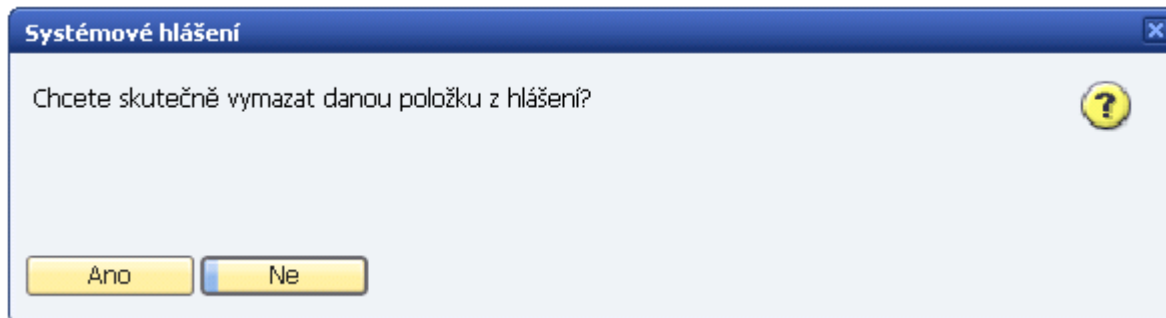 Systémové hlášení
Chcete skutečně vymazat danou položku z hlášení?
Ano
Ne